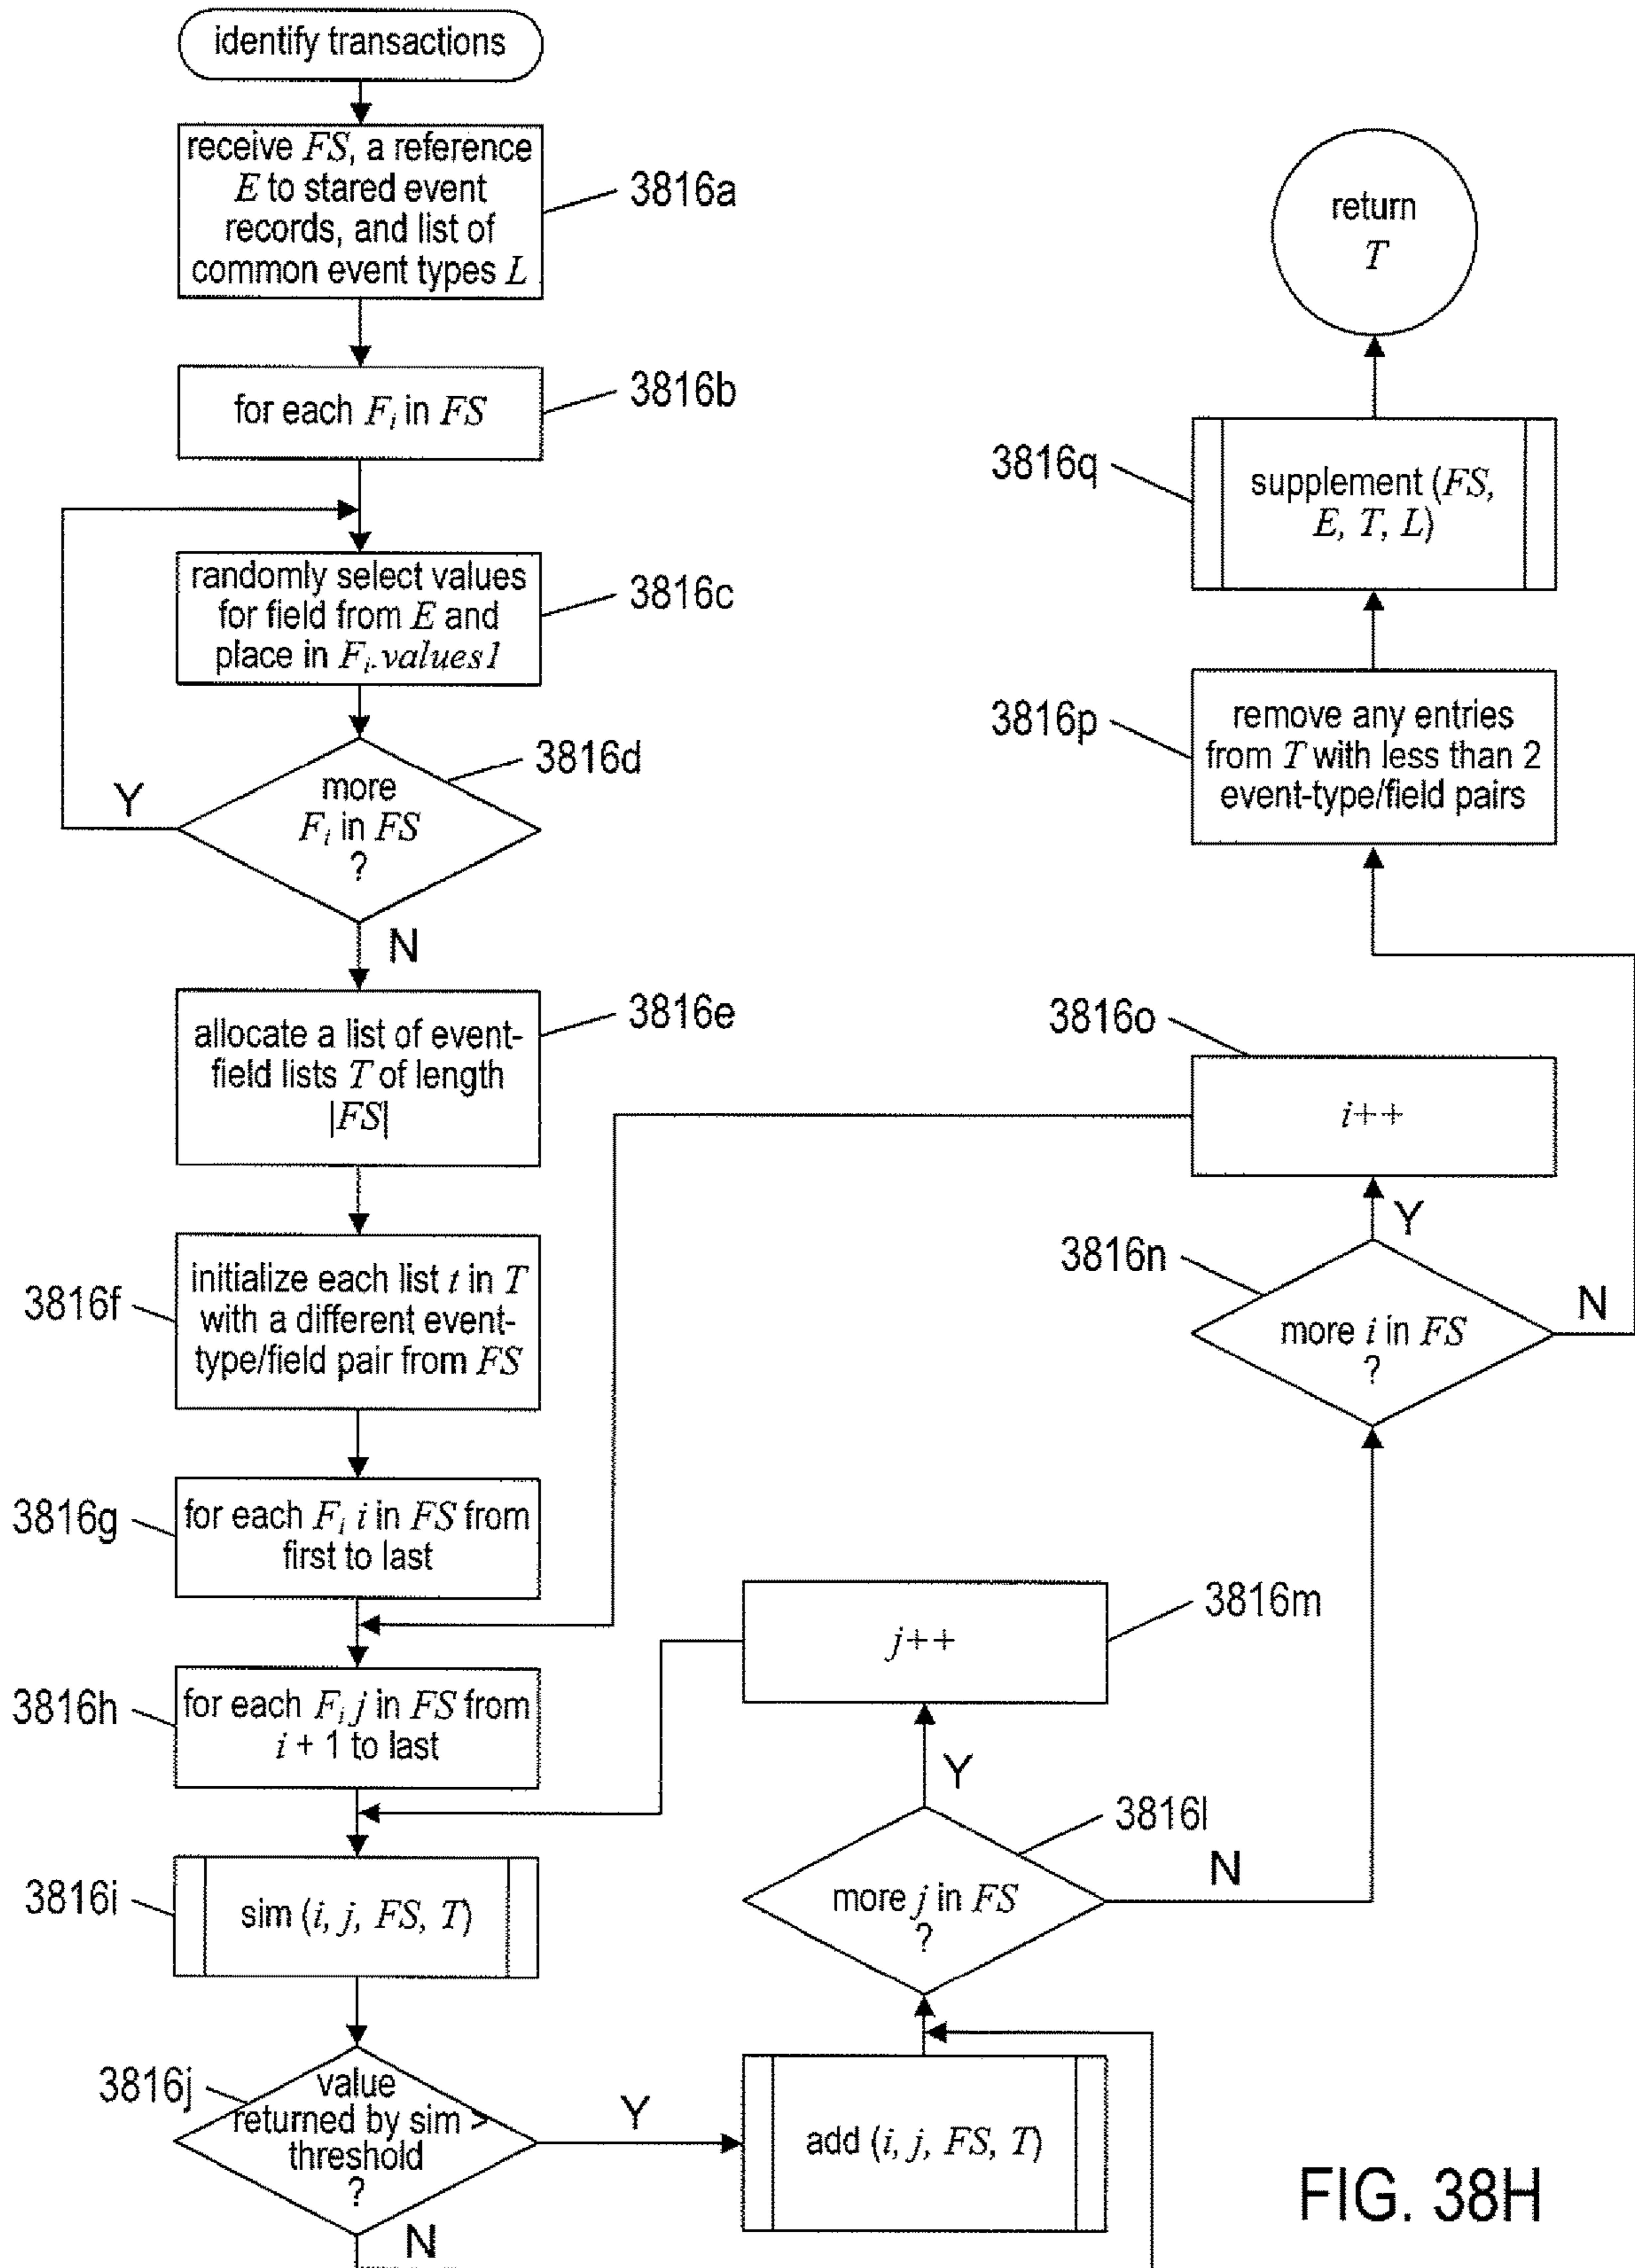 identify transactions
receive FS, a reference
E to stared event
records, and list of
common event types L
3816a
for each Fi in FS
3816b
randomly select values
for field from E and
place in Fi.values1
3816c
more
Fi in FS
?
3816d
Y
N
allocate a list of event-
field lists T of length
|FS|
3816e
3816f
initialize each list t in T
with a different event-
type/field pair from FS
3816g
for each Fi i in FS from
first to last
3816h
for each Fi j in FS from
i + 1 to last
3816i
sim (i, j, FS, T)
3816j
value
returned by sim >
threshold
?
Y
N
add (i, j, FS, T)
more j in FS
?
3816l
Y
N
j++
3816m
3816n
more i in FS
?
Y
N
3816o
i++
3816p
remove any entries
from T with less than 2
event-type/field pairs
3816q
supplement (FS,
E, T, L)
return
T
FIG. 38H